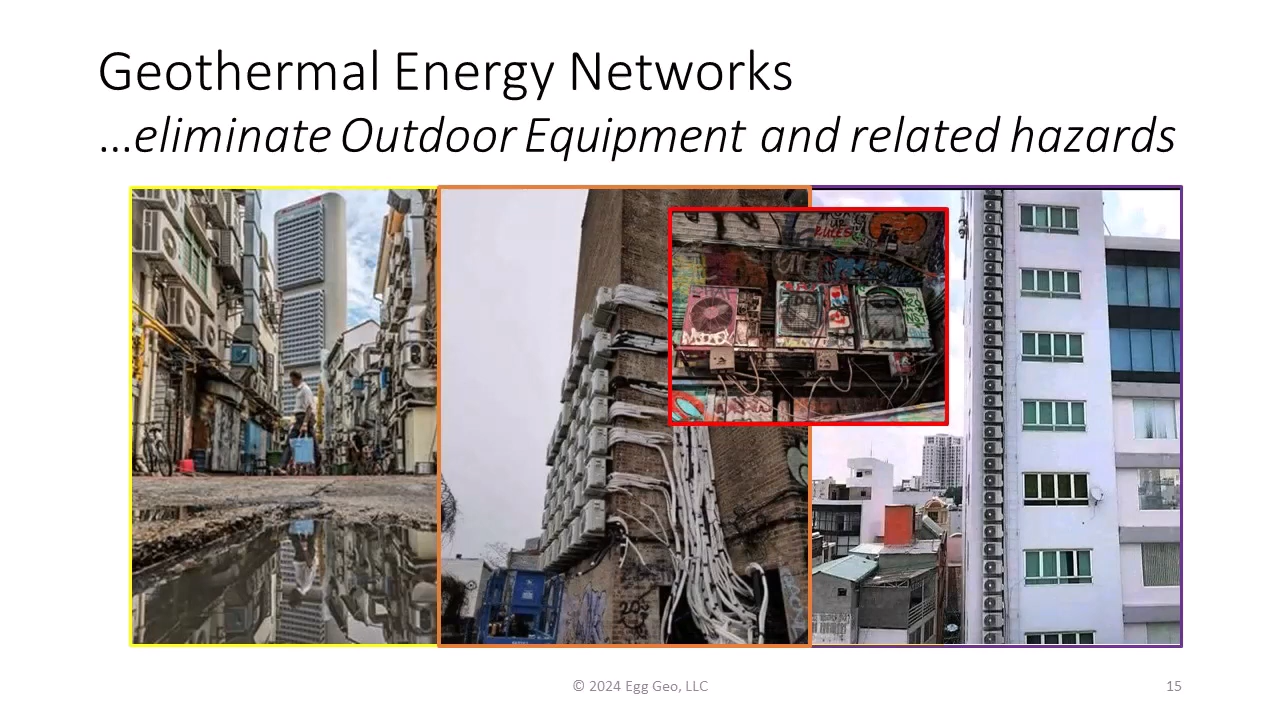 Geothermal Energy Networks
…eliminate Outdoor Equipment and related hazards
© 2024 Egg Geo, LLC
15